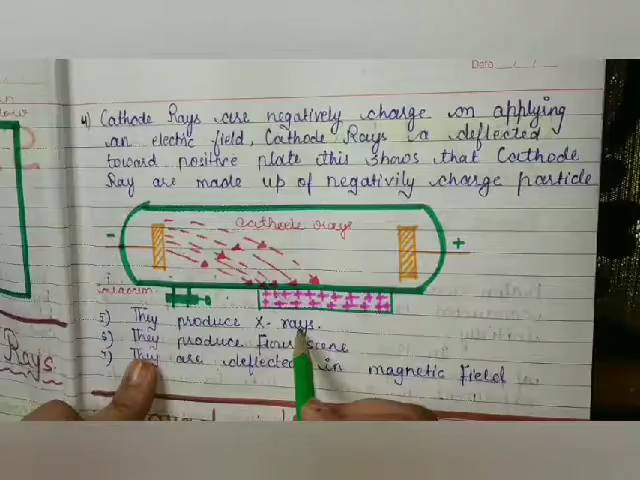 Date
4) Cathode Rays are negatively charge on applying
an electric field, Cathode Rays is deflected
toward positive plate this shows that Cathode
Ray are made up of negativily charge particle
Cathode rays
-
+
5) They produce x-rays.
6) They produce flourescene
7) They are deflected in magnetic field
Rays.